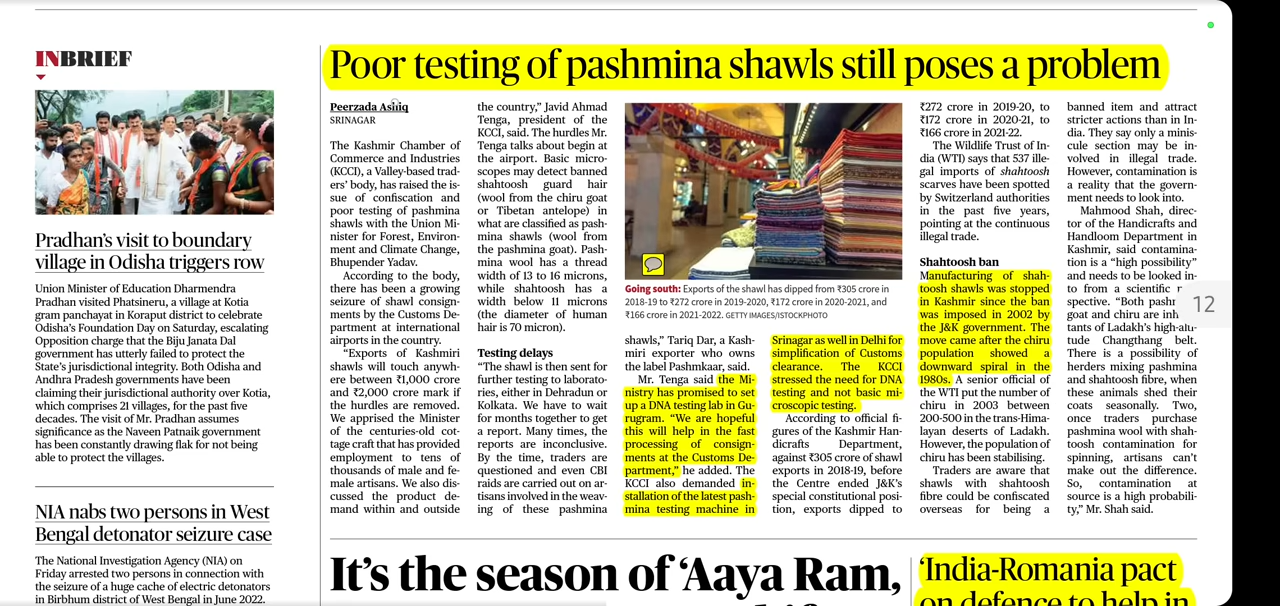 INBRIEF
Pradhan's visit to boundary
village in Odisha triggers row
Union Minister of Education Dharmendra
Pradhan visited Phatsineru, a village at Kotia
gram panchayat in Koraput district to celebrate
Odisha's Foundation Day on Saturday, escalating
Opposition charge that the Biju Janata Dal
government has utterly failed to protect the
State's jurisdictional integrity. Both Odisha and
Andhra Pradesh governments have been
claiming their jurisdictional authority over Kotia,
which comprises 21 villages, for the past five
decades. The visit of Mr. Pradhan assumes
significance as the Naveen Patnaik government
has been constantly drawing flak for not being
able to protect the villages.
NIA nabs two persons in West
Bengal detonator seizure case
The National Investigation Agency (NIA) on
Friday arrested two persons in connection with
the seizure of a huge cache of electric detonators
in Birbhum district of West Bengal in June 2022.
Poor testing of pashmina shawls still poses a problem
Peerzada Ashiq
SRINAGAR
The Kashmir Chamber of
Commerce and Industries
(KCCI), a Valley-based trad-
ers' body, has raised the is-
sue of confiscation and
poor testing of pashmina
shawls with the Union Mi-
nister for Forest, Environ-
ment and Climate Change,
Bhupender Yadav.
According to the body,
there has been a growing
seizure of shawl consign-
ments by the Customs De-
partment at international
airports in the country.
"Exports of Kashmiri
shawls will touch anywh-
ere between ₹1,000 crore
and ₹2,000 crore mark if
the hurdles are removed.
We apprised the Minister
of the centuries-old cot-
tage craft that has provided
employment to tens of
thousands of male and fe-
male artisans. We also dis-
cussed the product de-
mand within and outside
the country," Javid Ahmad
Tenga, president of the
KCCI, said. The hurdles Mr.
Tenga talks about begin at
the airport. Basic micro-
scopes may detect banned
shahtoosh guard hair
(wool from the chiru goat
or Tibetan antelope) in
what are classified as pash-
mina shawls (wool from
the pashmina goat). Pash-
mina wool has a thread
width of 13 to 16 microns,
while shahtoosh has a
width below 11 microns
(the diameter of human
hair is 70 micron).
Testing delays
"The shawl is then sent for
further testing to laborato-
ries, either in Dehradun or
Kolkata. We have to wait
for months together to get
a report. Many times, the
reports are inconclusive.
By the time, traders are
questioned and even CBI
raids are carried out on ar-
tisans involved in the weav-
ing of these pashmina
Going south: Exports of the shawl has dipped from ₹305 crore in
2018-19 to ₹272 crore in 2019-2020, ₹172 crore in 2020-2021, and
₹166 crore in 2021-2022. GETTY IMAGES/ISTOCKPHOTO
shawls," Tariq Dar, a Kash-
miri exporter who owns
the label Pashmkaar, said.
Mr. Tenga said the Mi-
nistry has promised to set
up a DNA testing lab in Gu-
rugram. "We are hopeful
this will help in the fast
processing of consign-
ments at the Customs De-
partment," he added. The
KCCI also demanded in-
stallation of the latest pash-
mina testing machine in
Srinagar as well in Delhi for
simplification of Customs
clearance. The KCCI
stressed the need for DNA
testing and not basic mi-
croscopic testing.
According to official fi-
gures of the Kashmir Han-
dicrafts Department,
against ₹305 crore of shawl
exports in 2018-19, before
the Centre ended J&K's
special constitutional posi-
tion, exports dipped to
₹272 crore in 2019-20, to
₹172 crore in 2020-21, to
₹166 crore in 2021-22.
The Wildlife Trust of In-
dia (WTI) says that 537 ille-
gal imports of shahtoosh
scarves have been spotted
by Switzerland authorities
in the past five years,
pointing at the continuous
illegal trade.
Shahtoosh ban
Manufacturing of shah-
toosh shawls was stopped
in Kashmir since the ban
was imposed in 2002 by
the J&K government. The
move came after the chiru
population showed a
downward spiral in the
1980s. A senior official of
the WTI put the number of
chiru in 2003 between
200-500 in the trans-Hima-
layan deserts of Ladakh.
However, the population of
chiru has been stabilising.
Traders are aware that
shawls with shahtoosh
fibre could be confiscated
overseas for being a
banned item and attract
stricter actions than in In-
dia. They say only a minis-
cule section may be in-
volved in illegal trade.
However, contamination is
a reality that the govern-
ment needs to look into.
Mahmood Shah, direc-
tor of the Handicrafts and
Handloom Department in
Kashmir, said contamina-
tion is a "high possibility"
and needs to be looked in-
to from a scientific
spective. "Both
goat and chiru are
tants of Ladakh's
tude Changthang belt.
There is a possibility of
herders mixing pashmina
and shahtoosh fibre, when
these animals shed their
coats seasonally. Two,
once traders purchase
pashmina wool with shah-
toosh contamination for
spinning, artisans can't
make out the difference.
So, contamination at
source is a high probabili-
ty," Mr. Shah said.
12
It's the season of 'Aaya Ram,
'India-Romania pact
on defence to help in